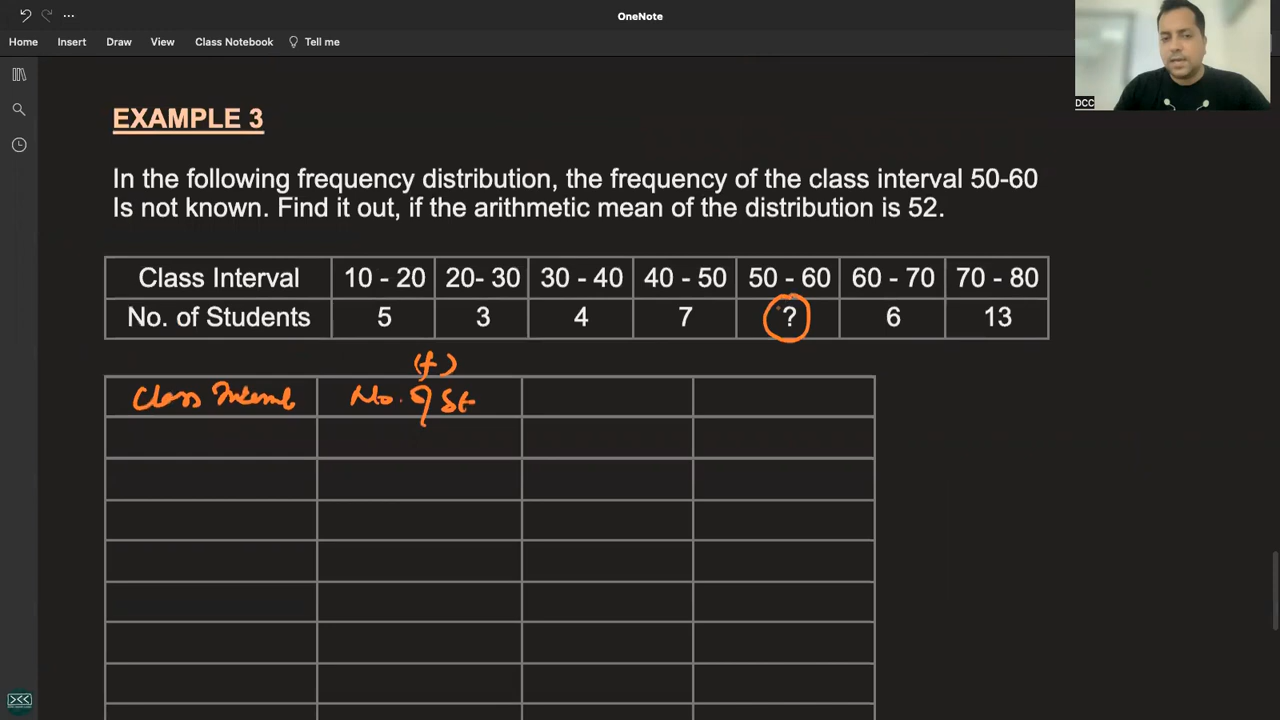 OneNote
Home Insert Draw View Class Notebook Tell me
DCC
EXAMPLE 3
In the following frequency distribution, the frequency of the class interval 50-60
Is not known. Find it out, if the arithmetic mean of the distribution is 52.
Class Interval 10 - 20 20- 30 30 - 40 40 - 50 50 - 60 60 - 70 70 - 80
No. of Students 5 3 4 7 ? 6 13
(f)
Class Interval No. of St
DCC